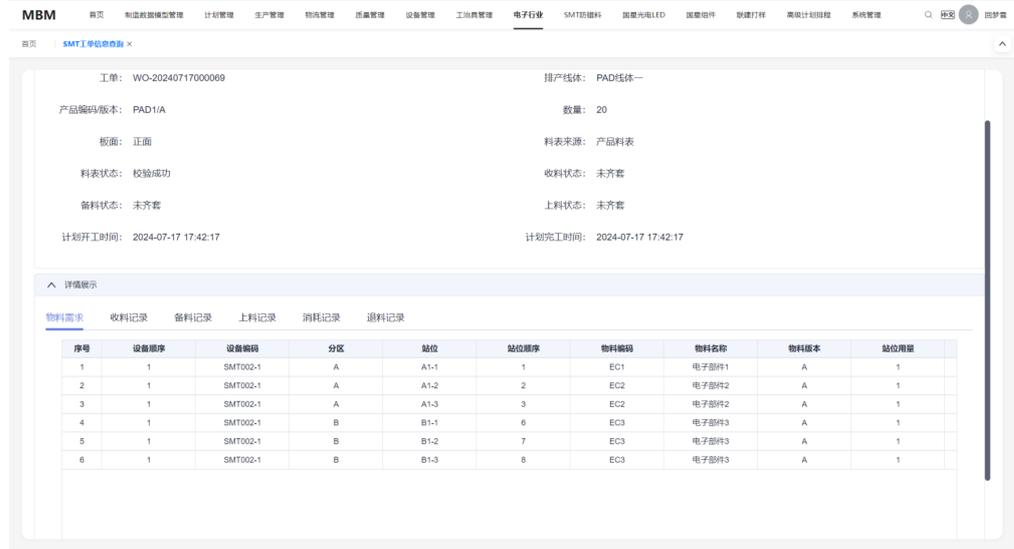 MBM 首页 制造数据模型管理 计划管理 生产管理 物流管理 质量管理 设备管理 工治具管理 电子行业 SMT防错料 国星光电LED 国星组件 联建打样 高级计划排程 系统管理 中文 回梦雪
首页 SMT工单信息查询 ×
工单： WO-20240717000069 排产线体： PAD线体一
产品编码/版本： PAD1/A 数量： 20
板面： 正面 料表来源： 产品料表
料表状态： 校验成功 收料状态： 未齐套
备料状态： 未齐套 上料状态： 未齐套
计划开工时间： 2024-07-17 17:42:17 计划完工时间： 2024-07-17 17:42:17
详情展示
物料需求 收料记录 备料记录 上料记录 消耗记录 退料记录
序号 设备顺序 设备编码 分区 站位 站位顺序 物料编码 物料名称 物料版本 站位用量
1 1 SMT002-1 A A1-1 1 EC1 电子部件1 A 1
2 1 SMT002-1 A A1-2 2 EC2 电子部件2 A 1
3 1 SMT002-1 A A1-3 3 EC2 电子部件2 A 1
4 1 SMT002-1 B B1-1 6 EC3 电子部件3 A 1
5 1 SMT002-1 B B1-2 7 EC3 电子部件3 A 1
6 1 SMT002-1 B B1-3 8 EC3 电子部件3 A 1